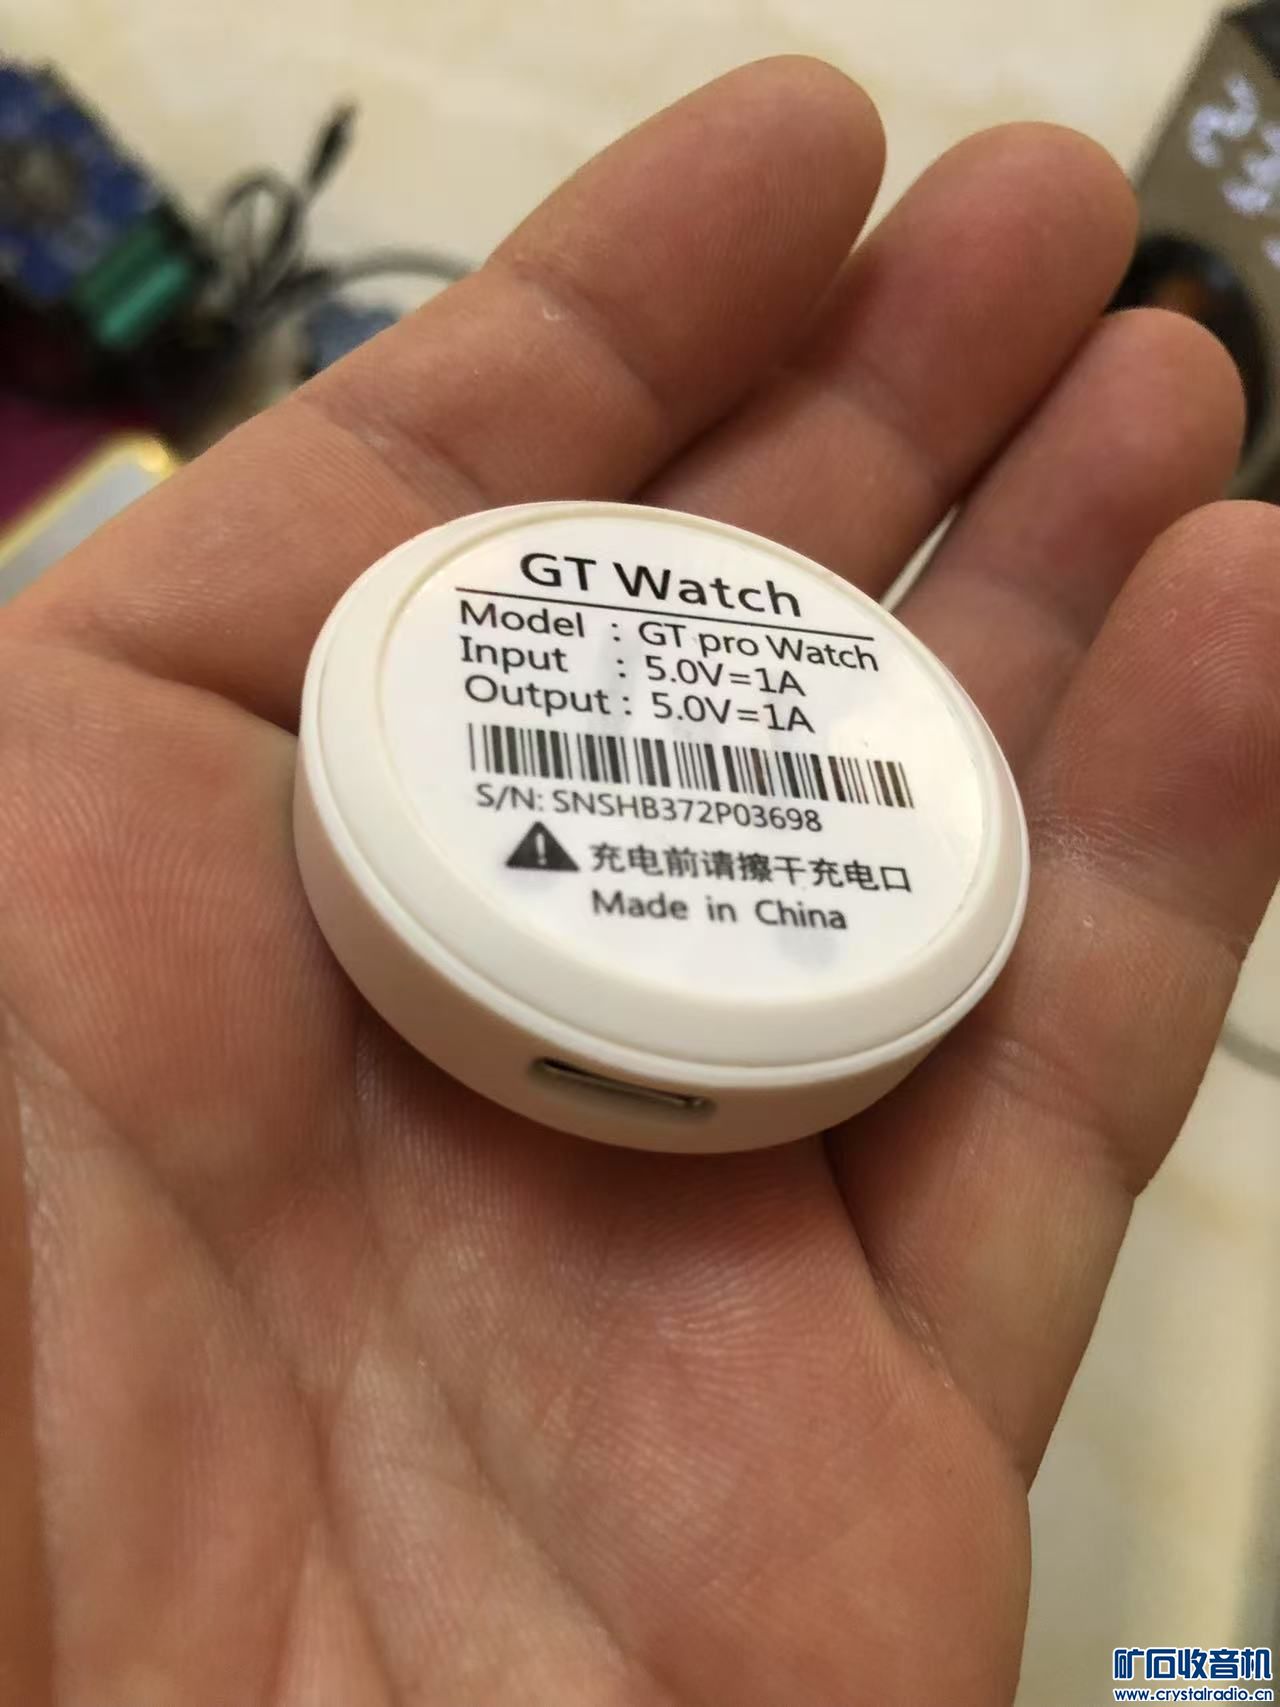 GT Watch
Model : GT pro Watch
Input : 5.0V=1A
Output : 5.0V=1A
S/N: SNSHB372P03698
充电前请擦干充电口
Made in China
矿石收音机
www.crystalradio.cn